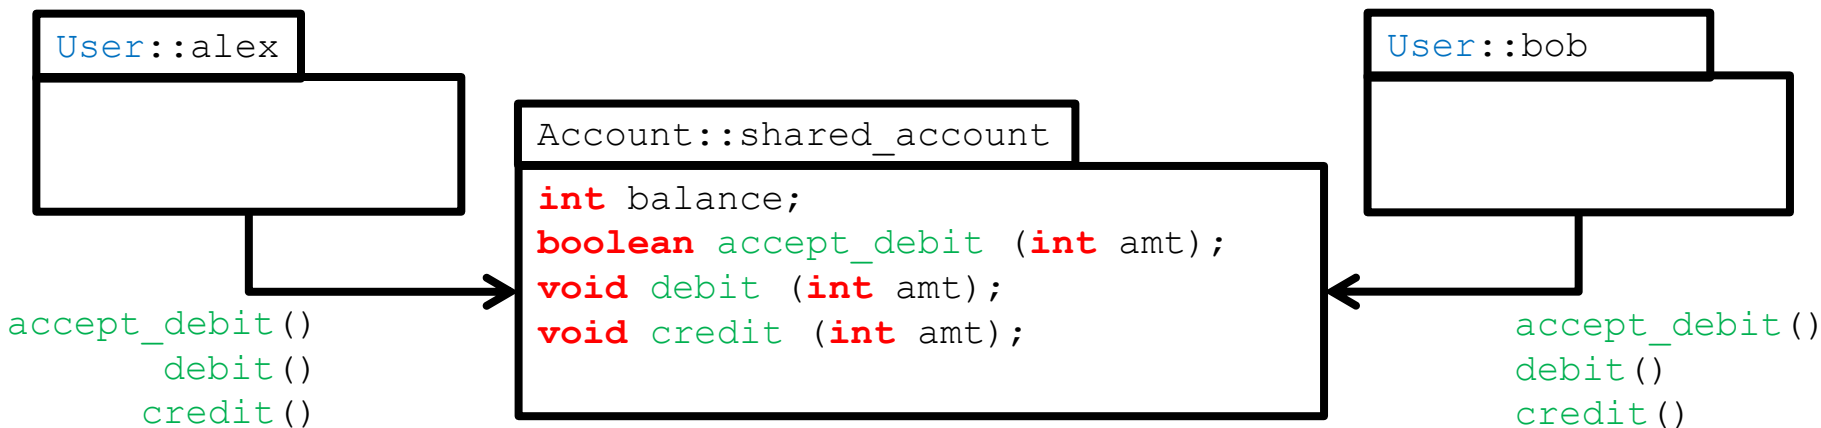 User::alex
User::bob
Account::shared_account
int balance;
boolean accept_debit (int amt);
void debit (int amt);
void credit (int amt);
accept_debit()
debit()
credit()
accept_debit()
debit()
credit()